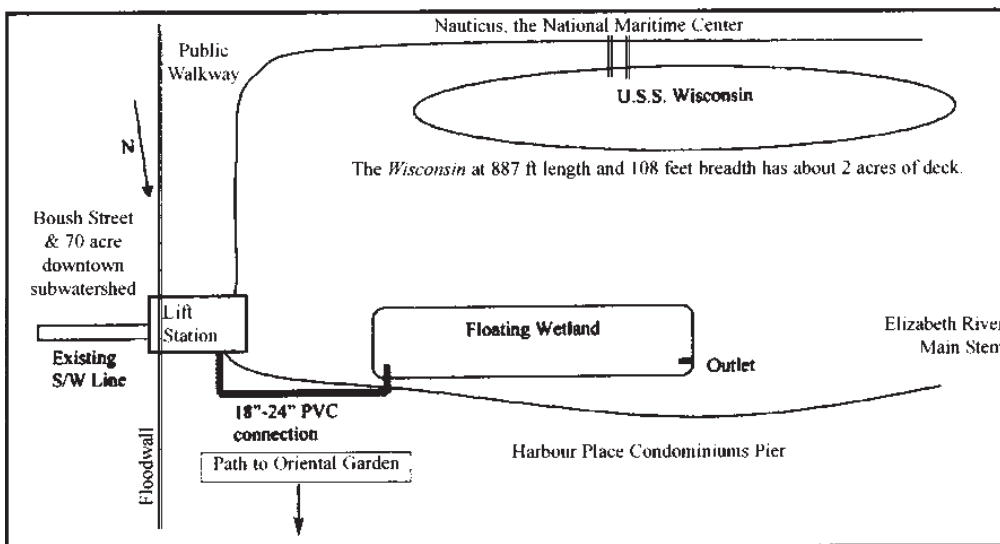 Nauticus, the National Maritime Center
Public
Walkway
U.S.S. Wisconsin
N
The Wisconsin at 887 ft length and 108 feet breadth has about 2 acres of deck.
Boush Street
& 70 acre
downtown
subwatershed
Lift
Station
Floating Wetland
Elizabeth River
Main Stem
Existing
S/W Line
Outlet
18"-24" PVC
connection
Harbour Place Condominiums Pier
Path to Oriental Garden
Floodwall